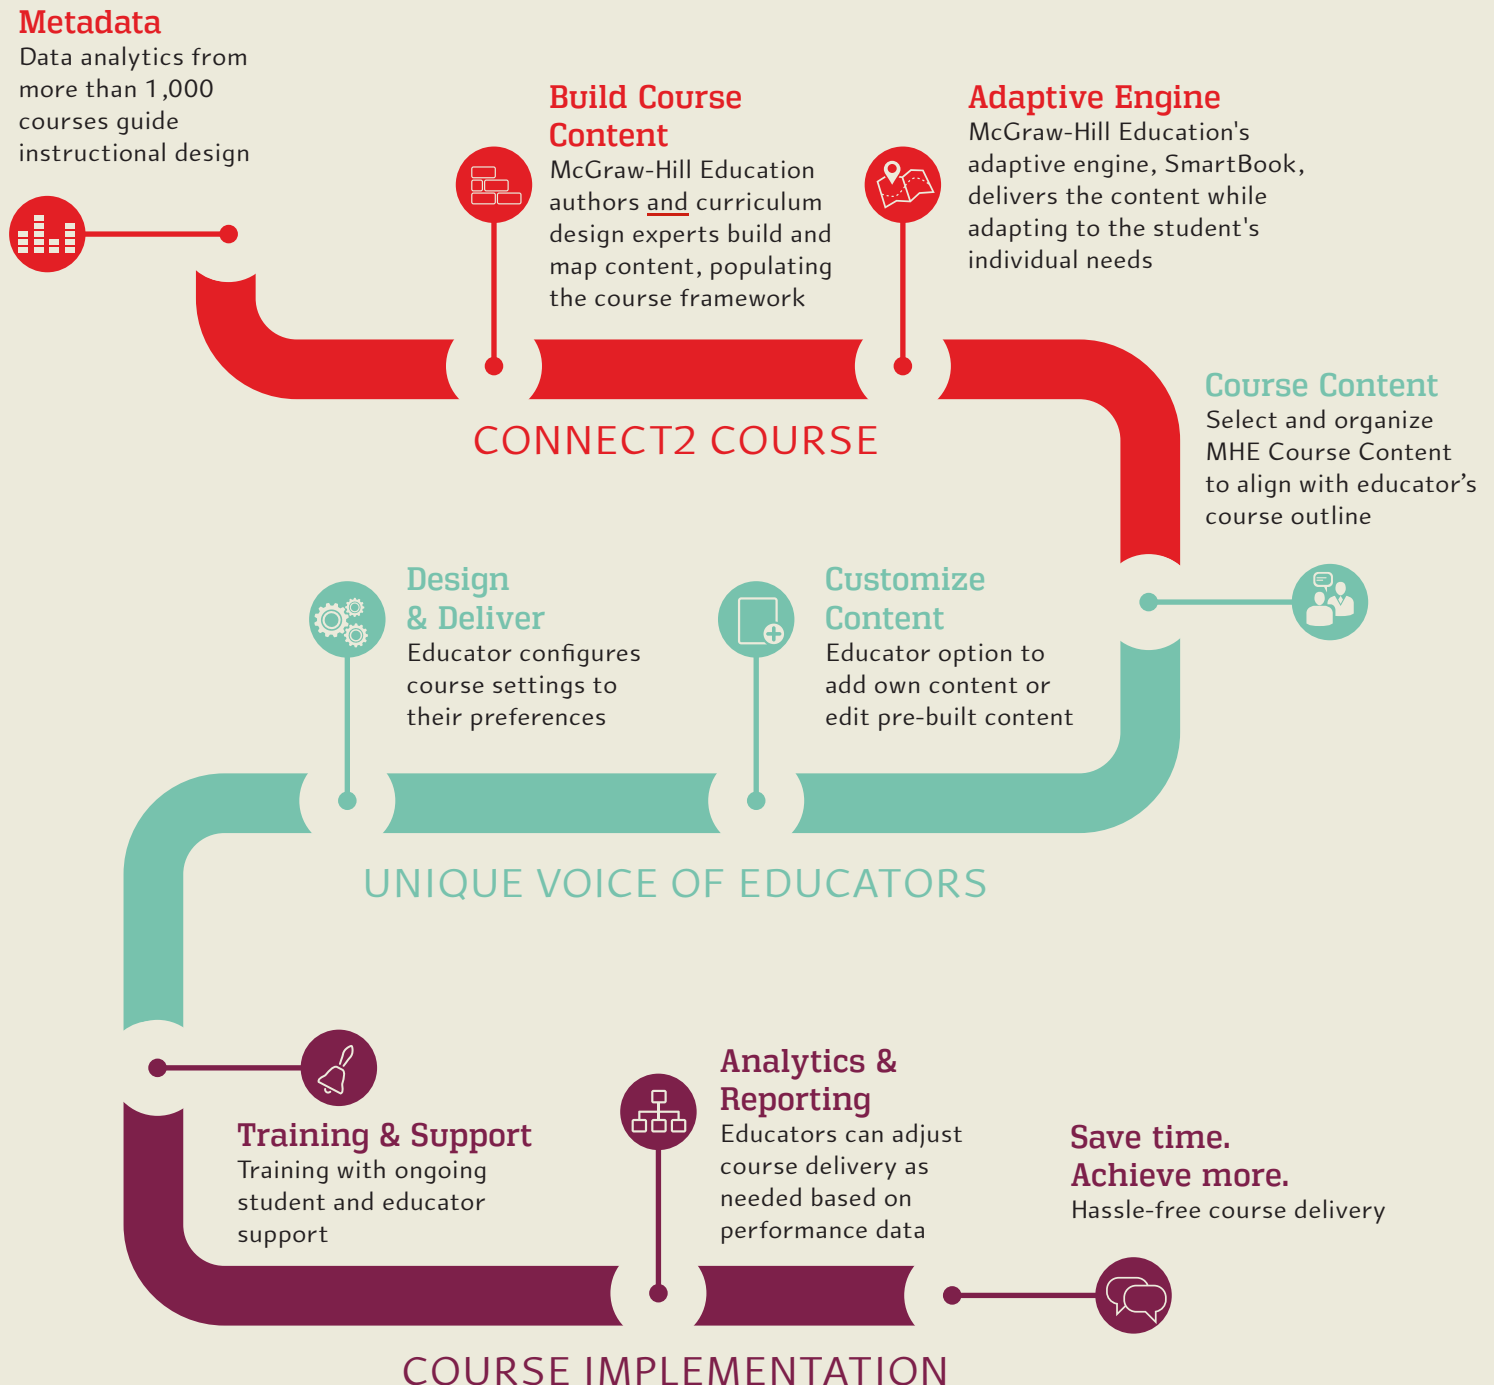 Metadata
Data analytics from
more than 1,000
courses guide
instructional design
Build Course
Content
McGraw-Hill Education
authors and curriculum
design experts build and
map content, populating
the course framework
Adaptive Engine
McGraw-Hill Education's
adaptive engine, SmartBook,
delivers the content while
adapting to the student's
individual needs
CONNECT2 COURSE
Course Content
Select and organize
MHE Course Content
to align with educator’s
course outline
Customize
Content
Educator option to
add own content or
edit pre-built content
Design
& Deliver
Educator configures
course settings to
their preferences
UNIQUE VOICE OF EDUCATORS
Training & Support
Training with ongoing
student and educator
support
Analytics &
Reporting
Educators can adjust
course delivery as
needed based on
performance data
Save time.
Achieve more.
Hassle-free course delivery
COURSE IMPLEMENTATION